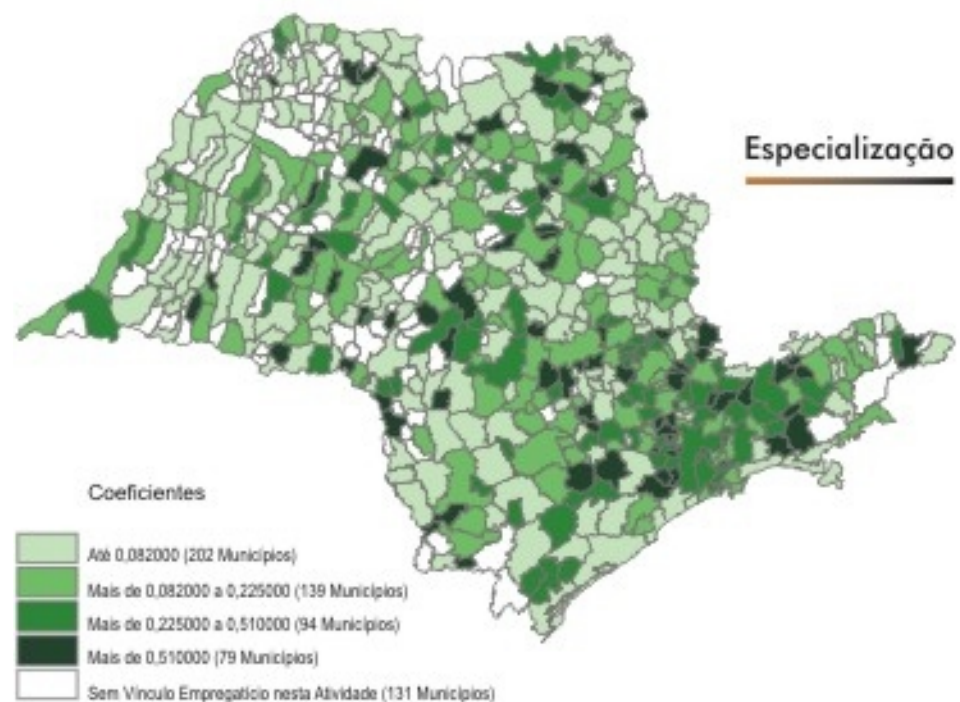 Especialização
Coeficientes
Até 0,082000 (202 Municípios)
Mais de 0,082000 a 0,225000 (139 Municípios)
Mais de 0,225000 a 0,510000 (94 Municípios)
Mais de 0,510000 (79 Municípios)
Sem Vínculo Empregatício nesta Atividade (131 Municípios)